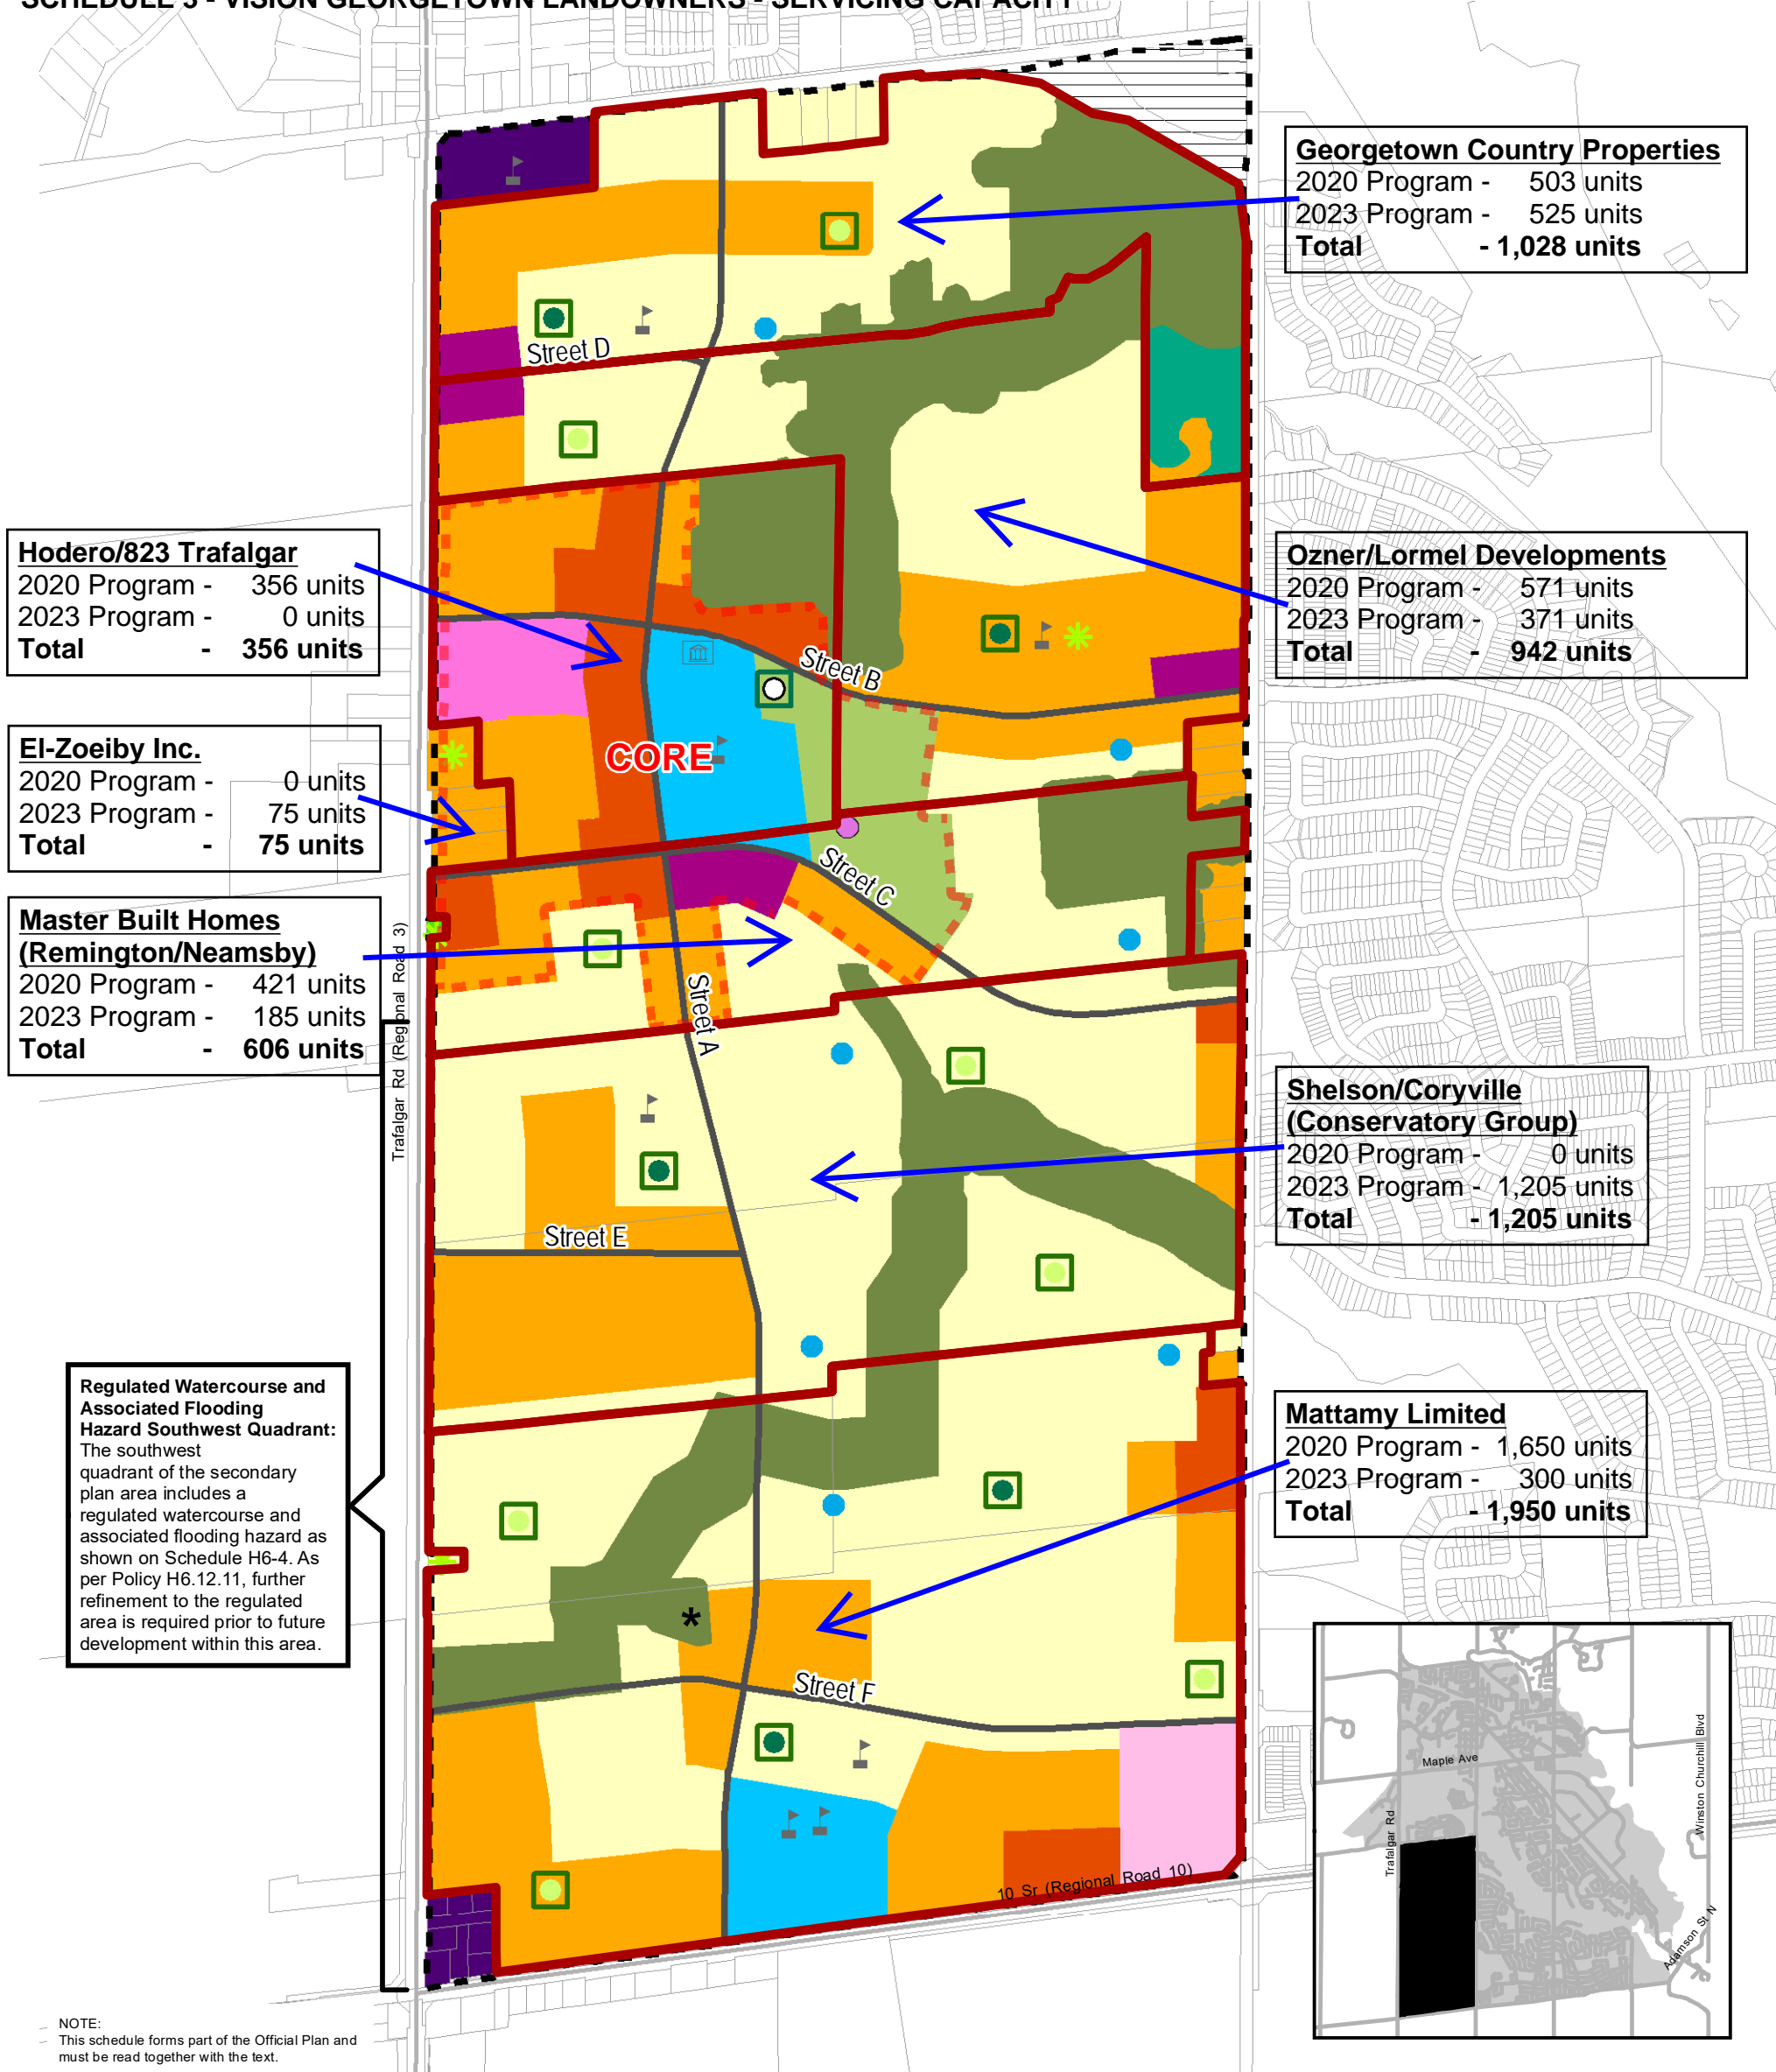 SCHEDULE 3 - VISION GEORGETOWN LANDOWNERS - SERVICING CAPACITY
Georgetown Country Properties
2020 Program - 503 units
2023 Program - 525 units
Total - 1,028 units
Street D
Hodero/823 Trafalgar
2020 Program - 356 units
2023 Program - 0 units
Total - 356 units
Ozner/Lormel Developments
2020 Program - 571 units
2023 Program - 371 units
Total - 942 units
Street B
CORE
El-Zoeiby Inc.
2020 Program - 0 units
2023 Program - 75 units
Total - 75 units
Street C
Master Built Homes
(Remington/Neamsby)
2020 Program - 421 units
2023 Program - 185 units
Total - 606 units
Trafalgar Rd (Regional Road 3)
Street A
Shelson/Coryville
(Conservatory Group)
2020 Program - 0 units
2023 Program - 1,205 units
Total - 1,205 units
Street E
Regulated Watercourse and
Associated Flooding
Hazard Southwest Quadrant:
The southwest
quadrant of the secondary
plan area includes a
regulated watercourse and
associated flooding hazard as
shown on Schedule H6-4. As
per Policy H6.12.11, further
refinement to the regulated
area is required prior to future
development within this area.
Mattamy Limited
2020 Program - 1,650 units
2023 Program - 300 units
Total - 1,950 units
*
Street F
10 Sr (Regional Road 10)
Maple Ave
Trafalgar Rd
Winston Churchill Blvd
Adamson St N
NOTE:
This schedule forms part of the Official Plan and
must be read together with the text.